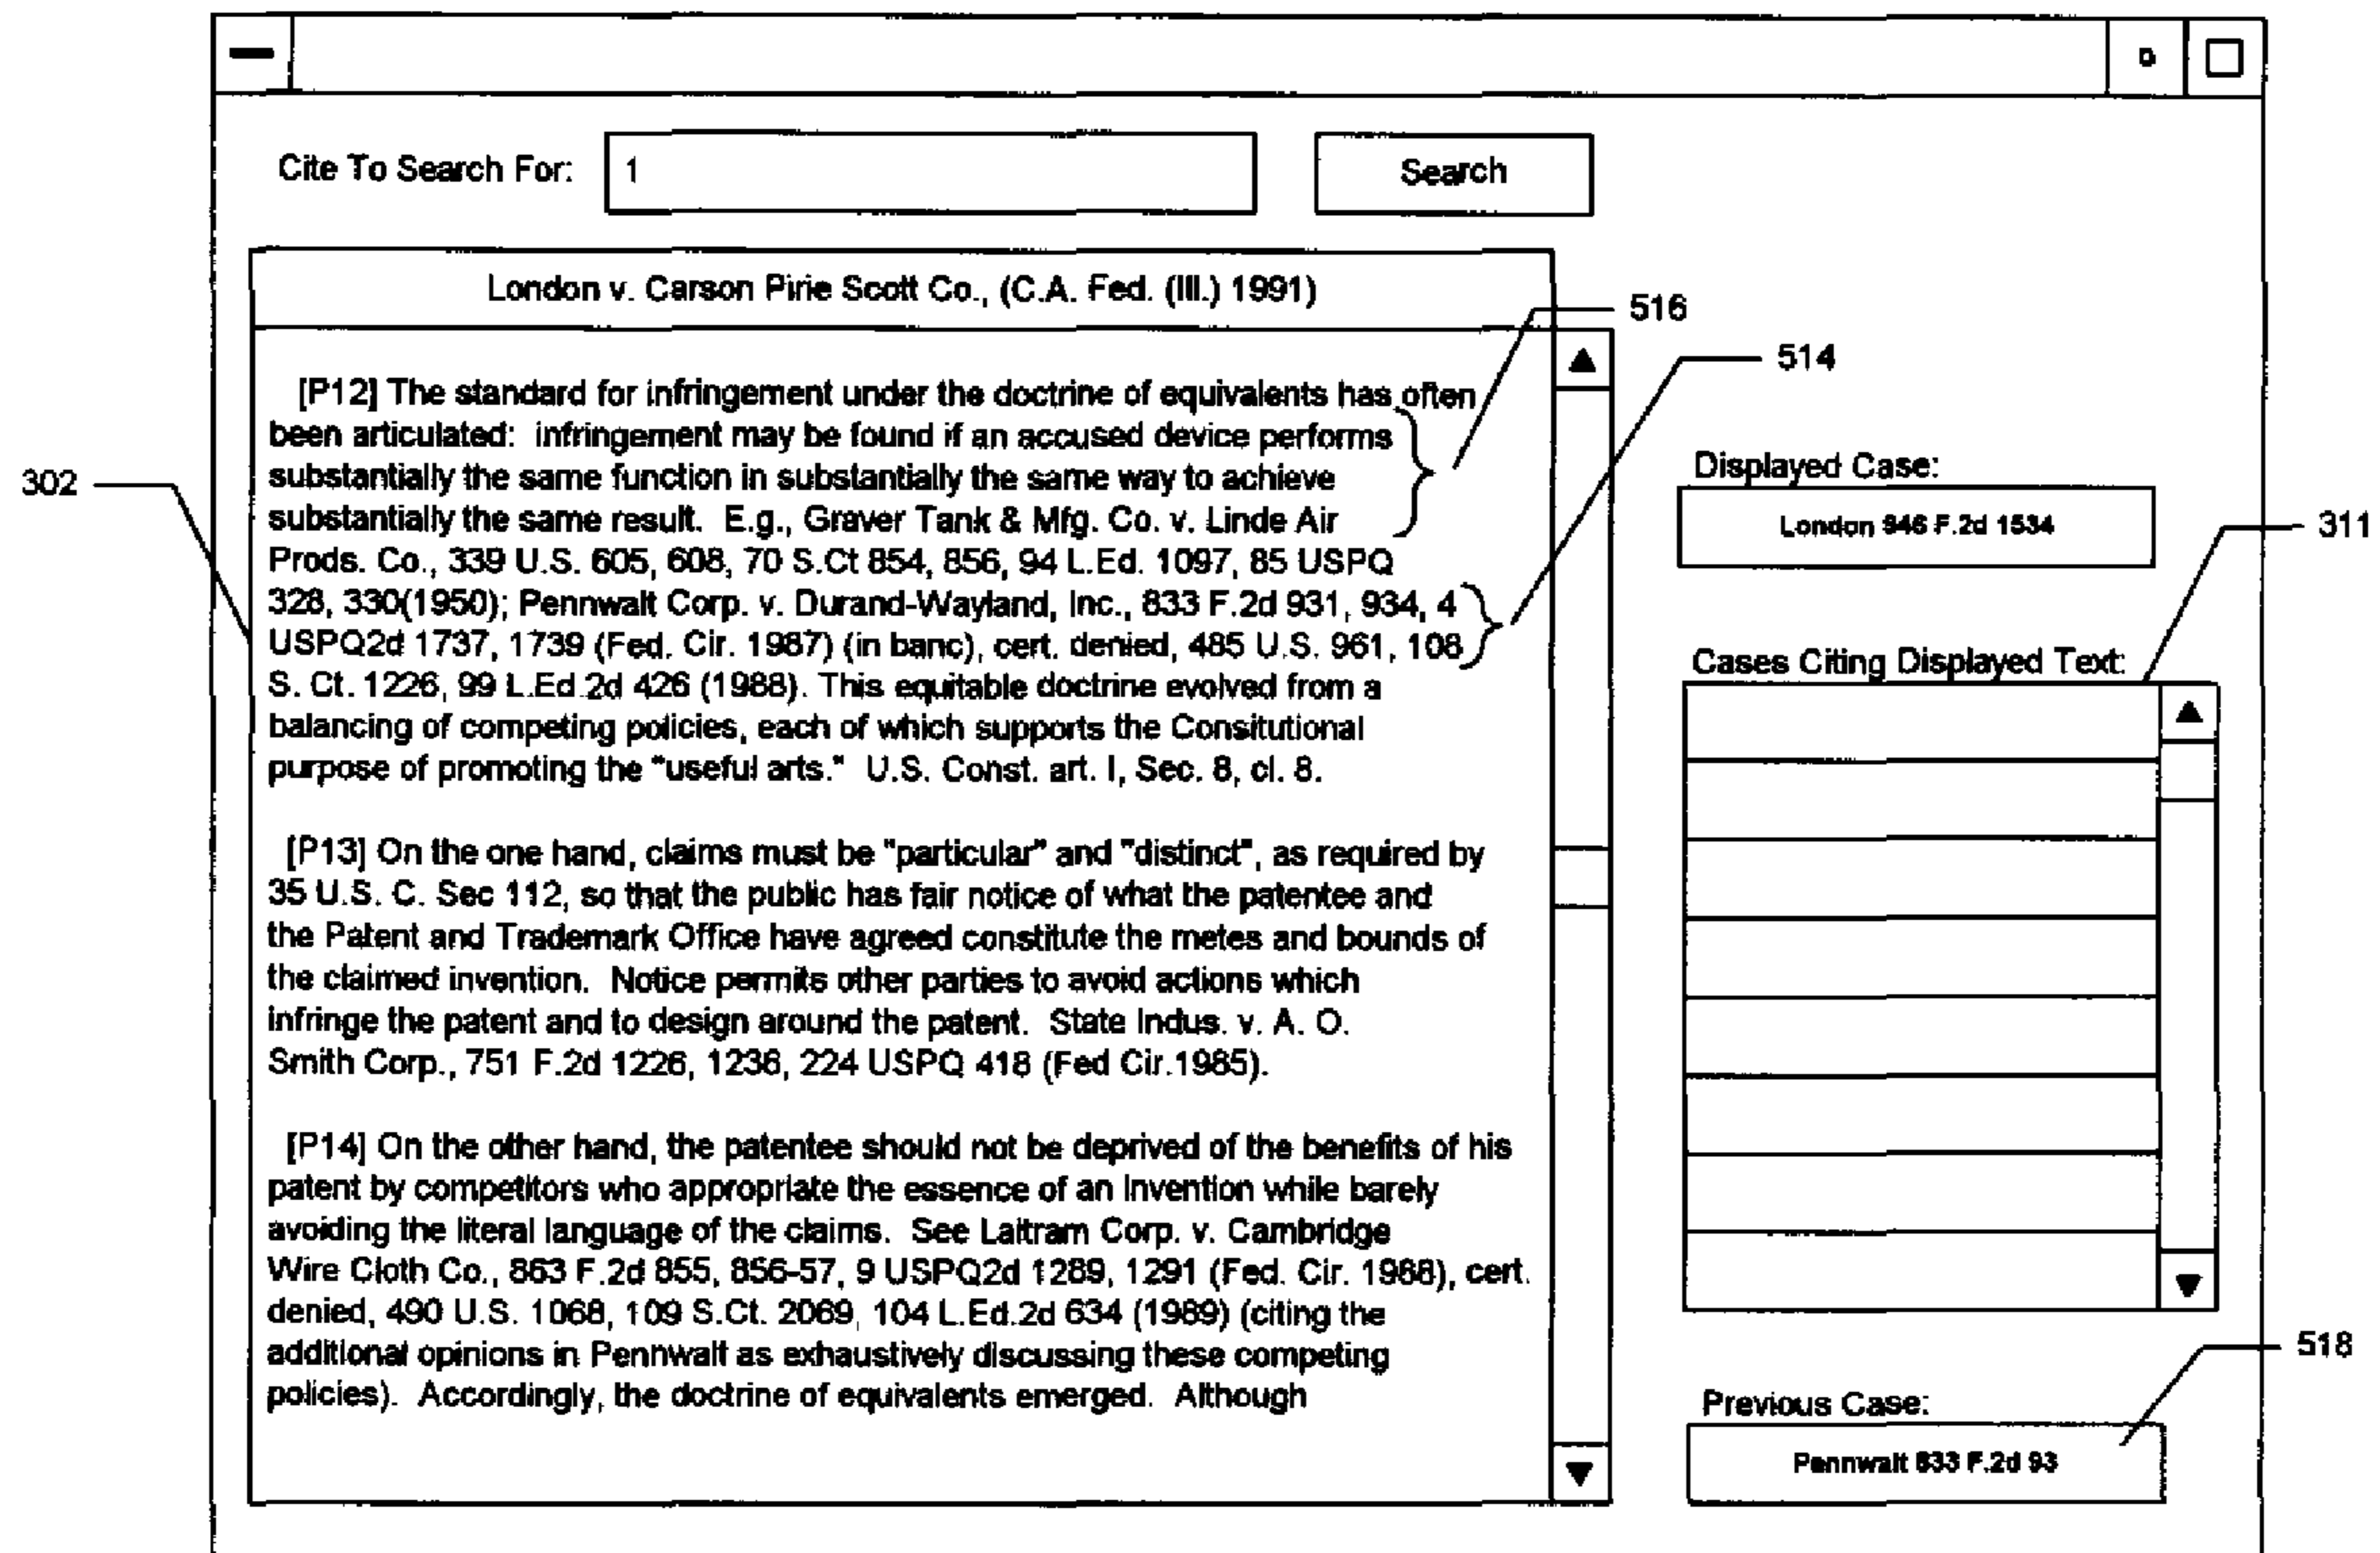 Cite To Search For: 1 Search
London v. Carson Pirie Scott Co., (C.A. Fed. (Ill.) 1991)
516
514
[P12] The standard for infringement under the doctrine of equivalents has often
been articulated: infringement may be found if an accused device performs
substantially the same function in substantially the same way to achieve
substantially the same result. E.g., Graver Tank & Mfg. Co. v. Linde Air
Prods. Co., 339 U.S. 605, 608, 70 S.Ct 854, 856, 94 L.Ed. 1097, 85 USPQ
328, 330(1950); Pennwalt Corp. v. Durand-Wayland, Inc., 833 F.2d 931, 934, 4
USPQ2d 1737, 1739 (Fed. Cir. 1987) (in banc), cert. denied, 485 U.S. 961, 108
S. Ct. 1226, 99 L.Ed.2d 426 (1988). This equitable doctrine evolved from a
balancing of competing policies, each of which supports the Consitutional
purpose of promoting the "useful arts." U.S. Const. art. I, Sec. 8, cl. 8.
[P13] On the one hand, claims must be "particular" and "distinct", as required by
35 U.S. C. Sec 112, so that the public has fair notice of what the patentee and
the Patent and Trademark Office have agreed constitute the metes and bounds of
the claimed invention. Notice permits other parties to avoid actions which
infringe the patent and to design around the patent. State Indus. v. A. O.
Smith Corp., 751 F.2d 1226, 1236, 224 USPQ 418 (Fed Cir.1985).
[P14] On the other hand, the patentee should not be deprived of the benefits of his
patent by competitors who appropriate the essence of an invention while barely
avoiding the literal language of the claims. See Laitram Corp. v. Cambridge
Wire Cloth Co., 863 F.2d 855, 856-57, 9 USPQ2d 1289, 1291 (Fed. Cir. 1988), cert.
denied, 490 U.S. 1068, 109 S.Ct. 2069, 104 L.Ed.2d 634 (1989) (citing the
additional opinions in Pennwalt as exhaustively discussing these competing
policies). Accordingly, the doctrine of equivalents emerged. Although
302
Displayed Case:
London 946 F.2d 1534
311
Cases Citing Displayed Text:
518
Previous Case:
Pennwalt 833 F.2d 93